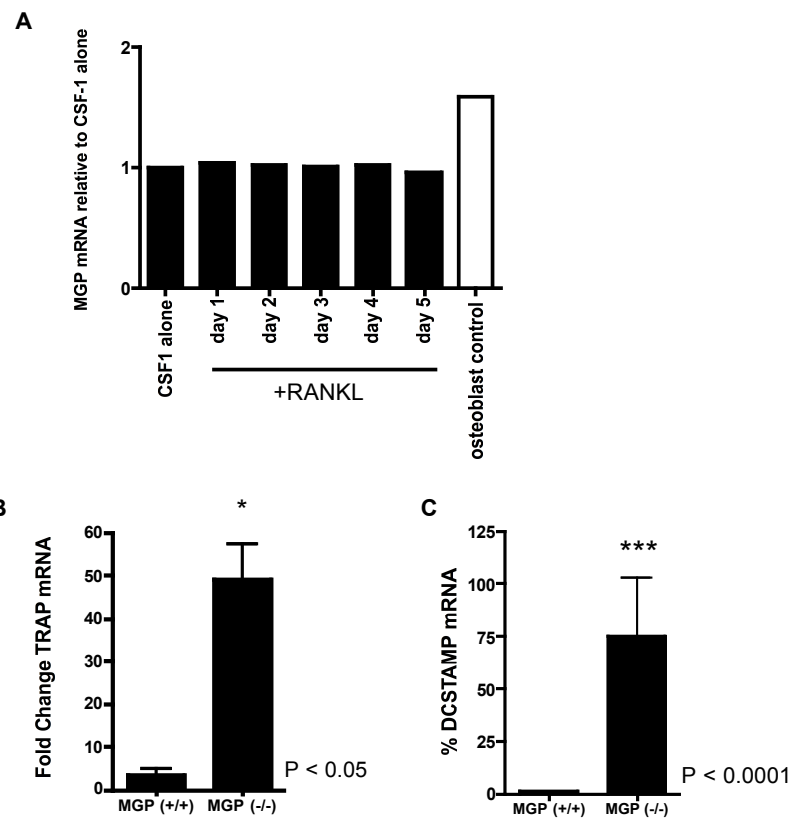 A
MGP mRNA relative to CSF-1 alone
2
1
0
CSF1 alone
day 1
day 2
day 3
day 4
day 5
osteoblast control
+RANKL
B
Fold Change TRAP mRNA
60
50
40
30
20
10
0
*
MGP (+/+)
MGP (-/-)
P < 0.05
C
% DCSTAMP mRNA
125
100
75
50
25
0
***
MGP (+/+)
MGP (-/-)
P < 0.0001